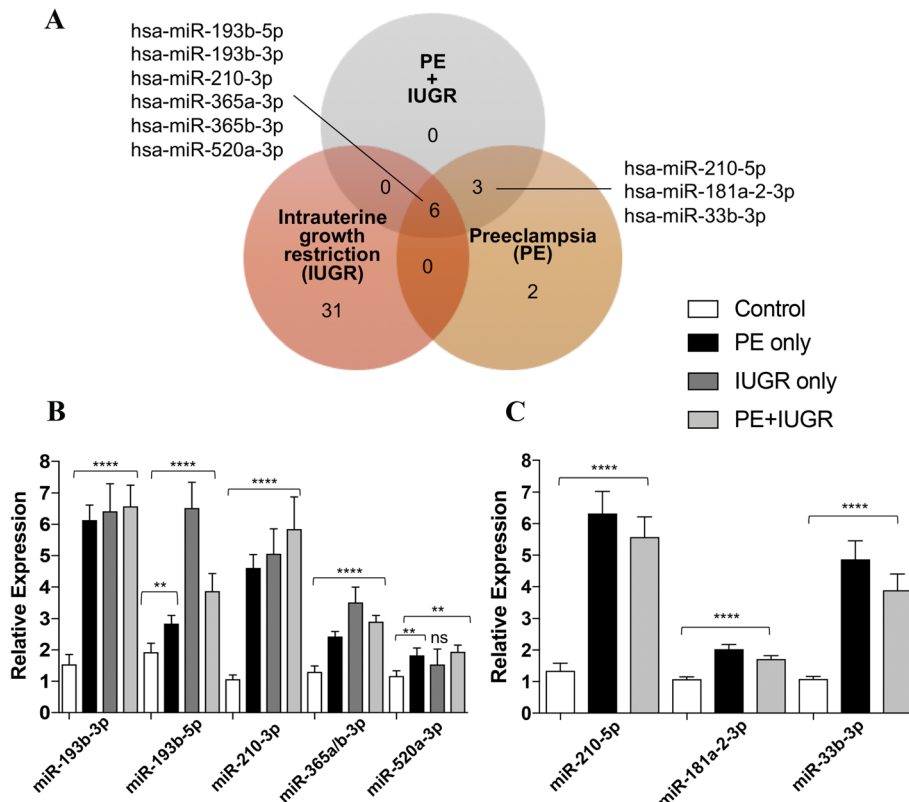 A
hsa-miR-193b-5p
hsa-miR-193b-3p
hsa-miR-210-3p
hsa-miR-365a-3p
hsa-miR-365b-3p
hsa-miR-520a-3p
PE
+
IUGR
0
0
3
6
0
hsa-miR-210-5p
hsa-miR-181a-2-3p
hsa-miR-33b-3p
Intrauterine
growth
restriction
(IUGR)
31
Preeclampsia
(PE)
2
Control
PE only
IUGR only
PE+IUGR
B
Relative Expression
8
7
6
5
4
3
2
1
0
****
****
**
****
****
**
**
ns
miR-193b-3p
miR-193b-5p
miR-210-3p
miR-365a/b-3p
miR-520a-3p
C
Relative Expression
8
7
6
5
4
3
2
1
0
****
****
****
miR-210-5p
miR-181a-2-3p
miR-33b-3p